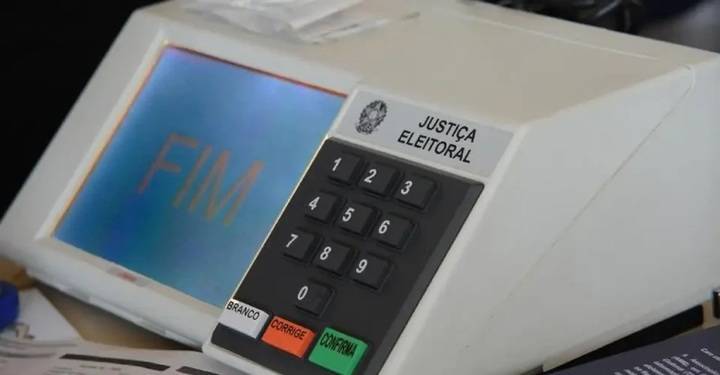 FIM
JUSTIÇA
ELEITORAL
1 2 3
4 5 6
7 8 9
0
BRANCO CORRIGE CONFIRMA